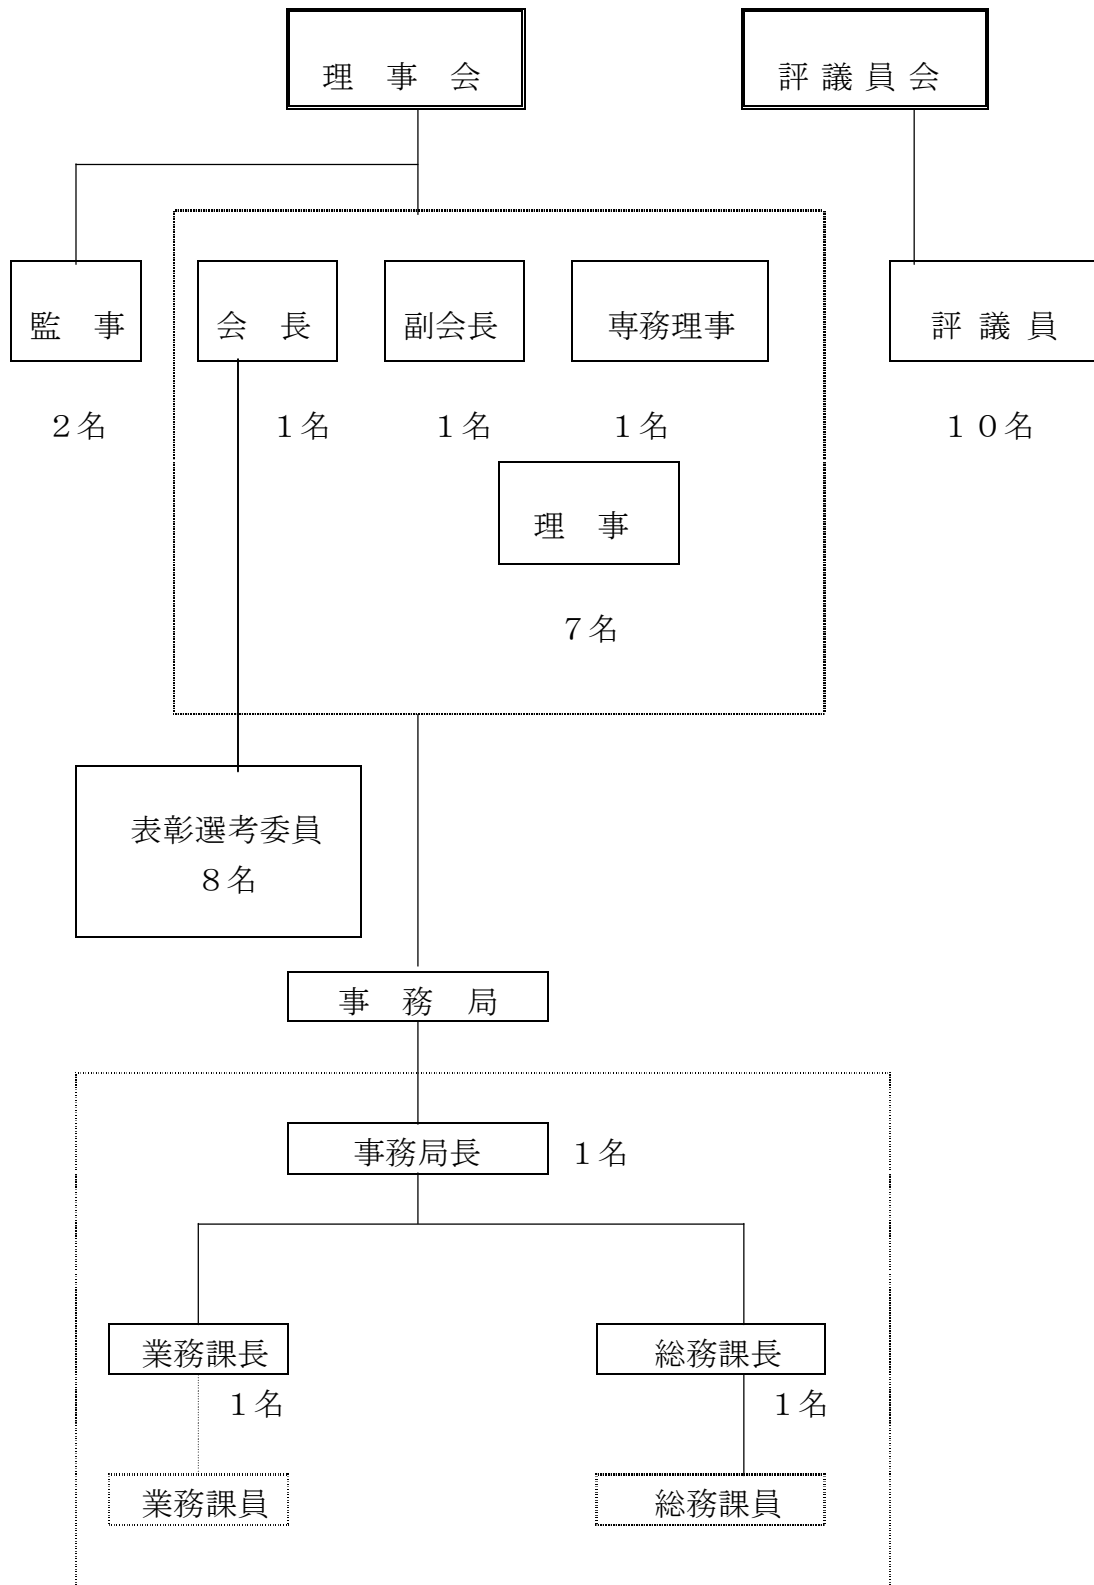 理　事　会
評 議 員 会
監　事
会　長
副会長
専務理事
評 議 員
２名
１名
１名
１名
１０名
理　事
７名
表彰選考委員
８名
事　務　局
事務局長
１名
業務課長
総務課長
１名
１名
業務課員
総務課員